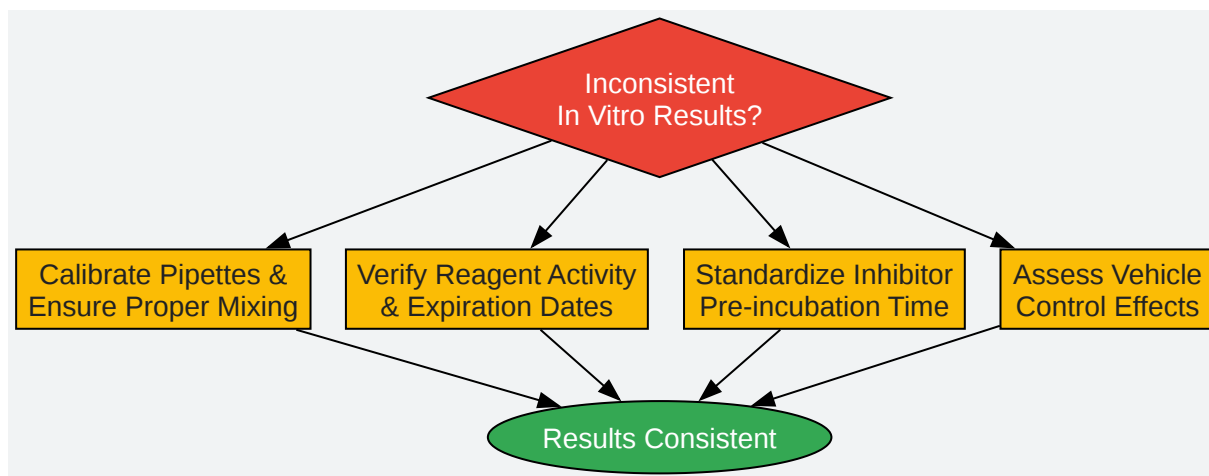 Inconsistent
In Vitro Results?
Calibrate Pipettes &
Ensure Proper Mixing
Verify Reagent Activity
& Expiration Dates
Standardize Inhibitor
Pre-incubation Time
Assess Vehicle
Control Effects
Results Consistent